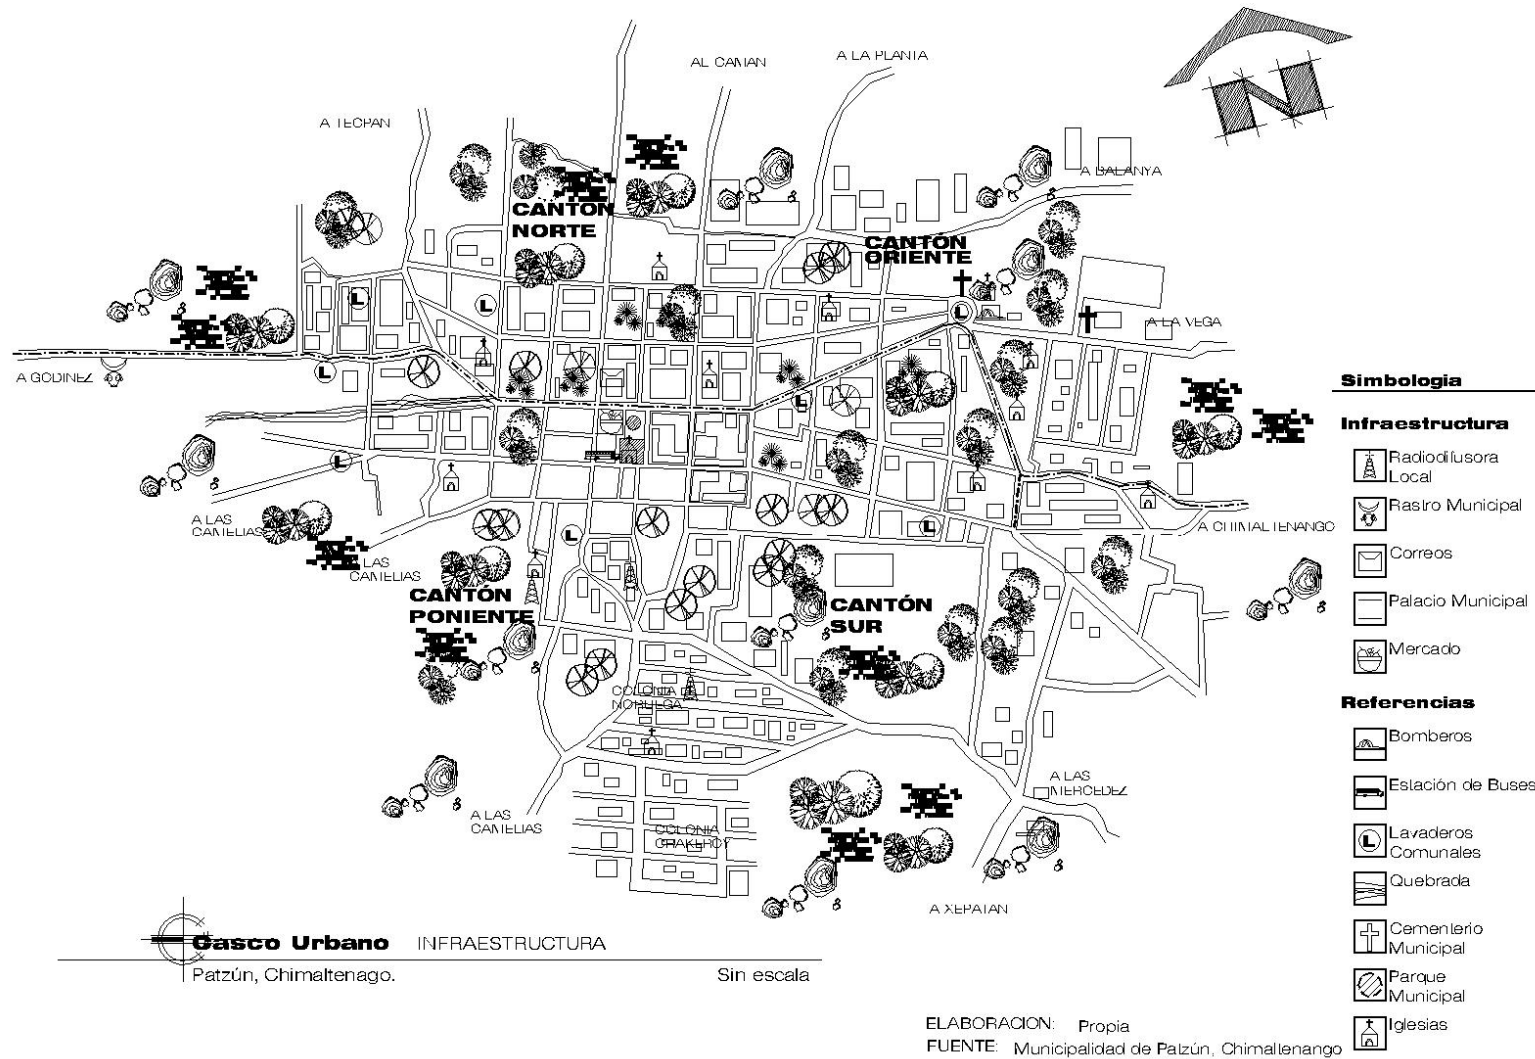 AL CAMAN
A LA PLANTA
N
A TECPAN
A BALANYA
CANTÓN
NORTE
CANTÓN
ORIENTE
L
L
L
A LA VEGA
A GODINEZ
L
L
L
A LAS
CAMELIAS
L
L
A CHIMALTENANGO
LAS
CAMELIAS
CANTÓN
PONIENTE
CANTÓN
SUR
COLONIA
NORUEGA
A LAS
MERCEDEZ
A LAS
CAMELIAS
COLONIA
A XEPATAN
Simbologia
Infraestructura
Radiodifusora
Local
Rastro Municipal
Correos
Palacio Municipal
Mercado
Referencias
Bomberos
Estación de Buses
L
Lavaderos
Comunales
Quebrada
Cementerio
Municipal
Parque
Municipal
Iglesias
Casco Urbano INFRAESTRUCTURA
Patzún, Chimaltenago. Sin escala
ELABORACION: Propia
FUENTE: Municipalidad de Patzún, Chimaltenango